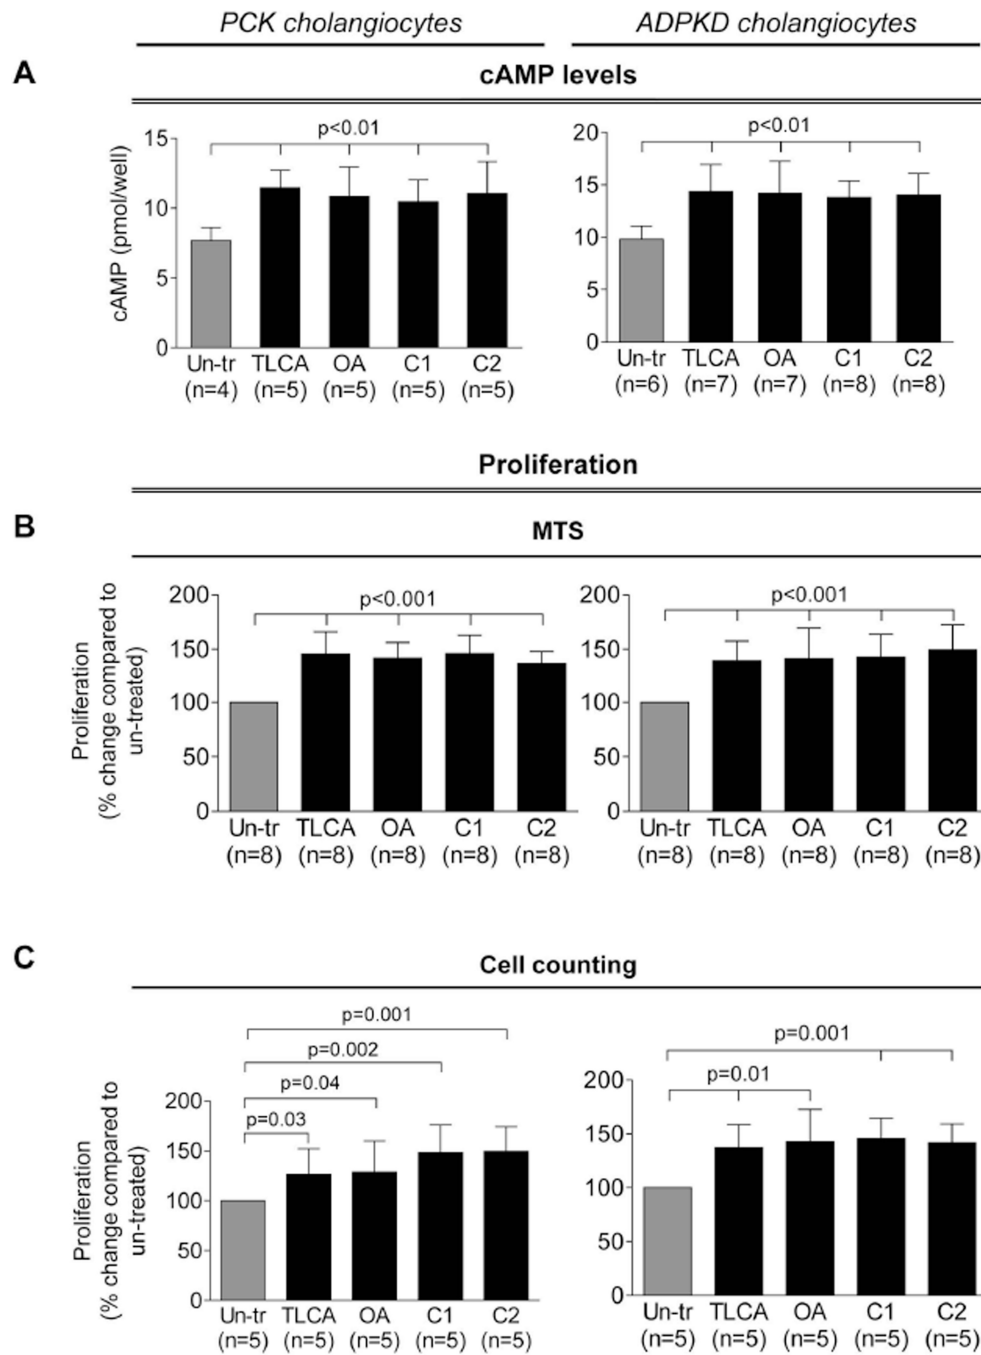 PCK cholangiocytes ADPKD cholangiocytes
A
cAMP levels
p<0.01
15
10
5
0
cAMP (pmol/well)
Un-tr TLCA OA C1 C2
(n=4) (n=5) (n=5) (n=5) (n=5)
p<0.01
20
15
10
5
0
Un-tr TLCA OA C1 C2
(n=6) (n=7) (n=7) (n=8) (n=8)
Proliferation
B
MTS
p<0.001
200
150
100
50
0
Proliferation
(% change compared to
un-treated)
Un-tr TLCA OA C1 C2
(n=8) (n=8) (n=8) (n=8) (n=8)
p<0.001
200
150
100
50
0
Un-tr TLCA OA C1 C2
(n=8) (n=8) (n=8) (n=8) (n=8)
C
Cell counting
p=0.001
p=0.002
p=0.04
p=0.03
200
150
100
50
0
Proliferation
(% change compared to
un-treated)
Un-tr TLCA OA C1 C2
(n=5) (n=5) (n=5) (n=5) (n=5)
p=0.001
p=0.01
200
150
100
50
0
Un-tr TLCA OA C1 C2
(n=5) (n=5) (n=5) (n=5) (n=5)